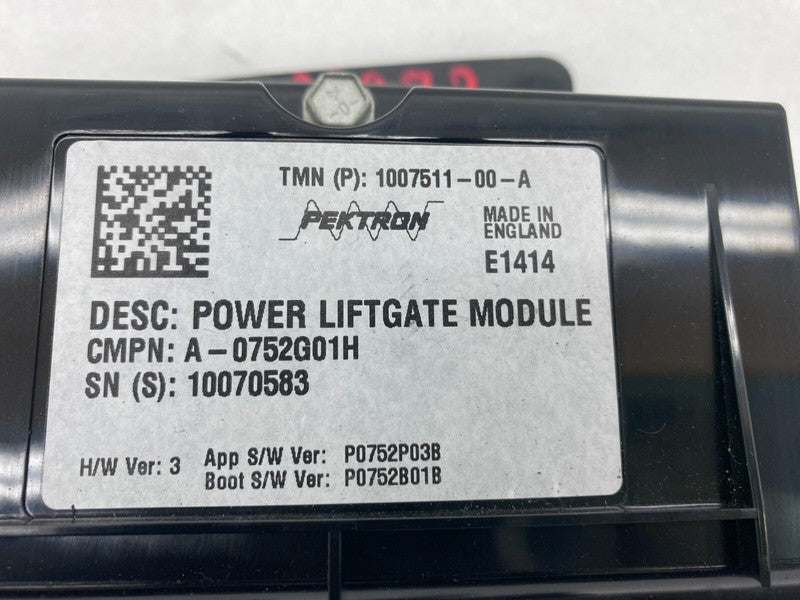 TMN (P): 1007511-00-A
PEKTRON
MADE IN
ENGLAND
E1414
DESC: POWER LIFTGATE MODULE
CMPN: A-0752G01H
SN (S): 10070583
H/W Ver: 3
App S/W Ver: P0752P03B
Boot S/W Ver: P0752B01B